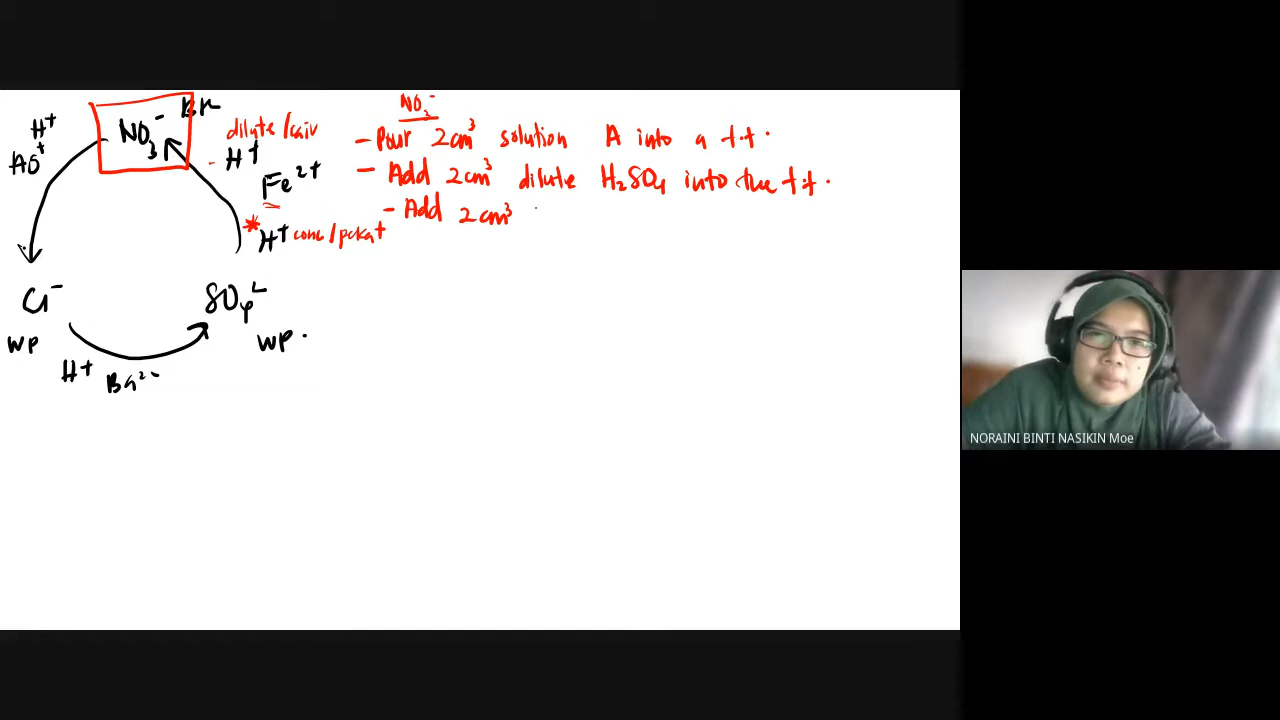 NO₃⁻
BR
H⁺
Ag⁺
NO₃⁻
dilute/cair
H⁺
Fe²⁺
* H⁺ conc/pekat
- Pour 2cm³ solution A into a t.t.
- Add 2cm³ dilute H₂SO₄ into the t.t.
- Add 2cm³
Cl⁻
WP
SO₄²⁻
WP.
H⁺
Ba²⁺
NORAINI BINTI NASIKIN Moe